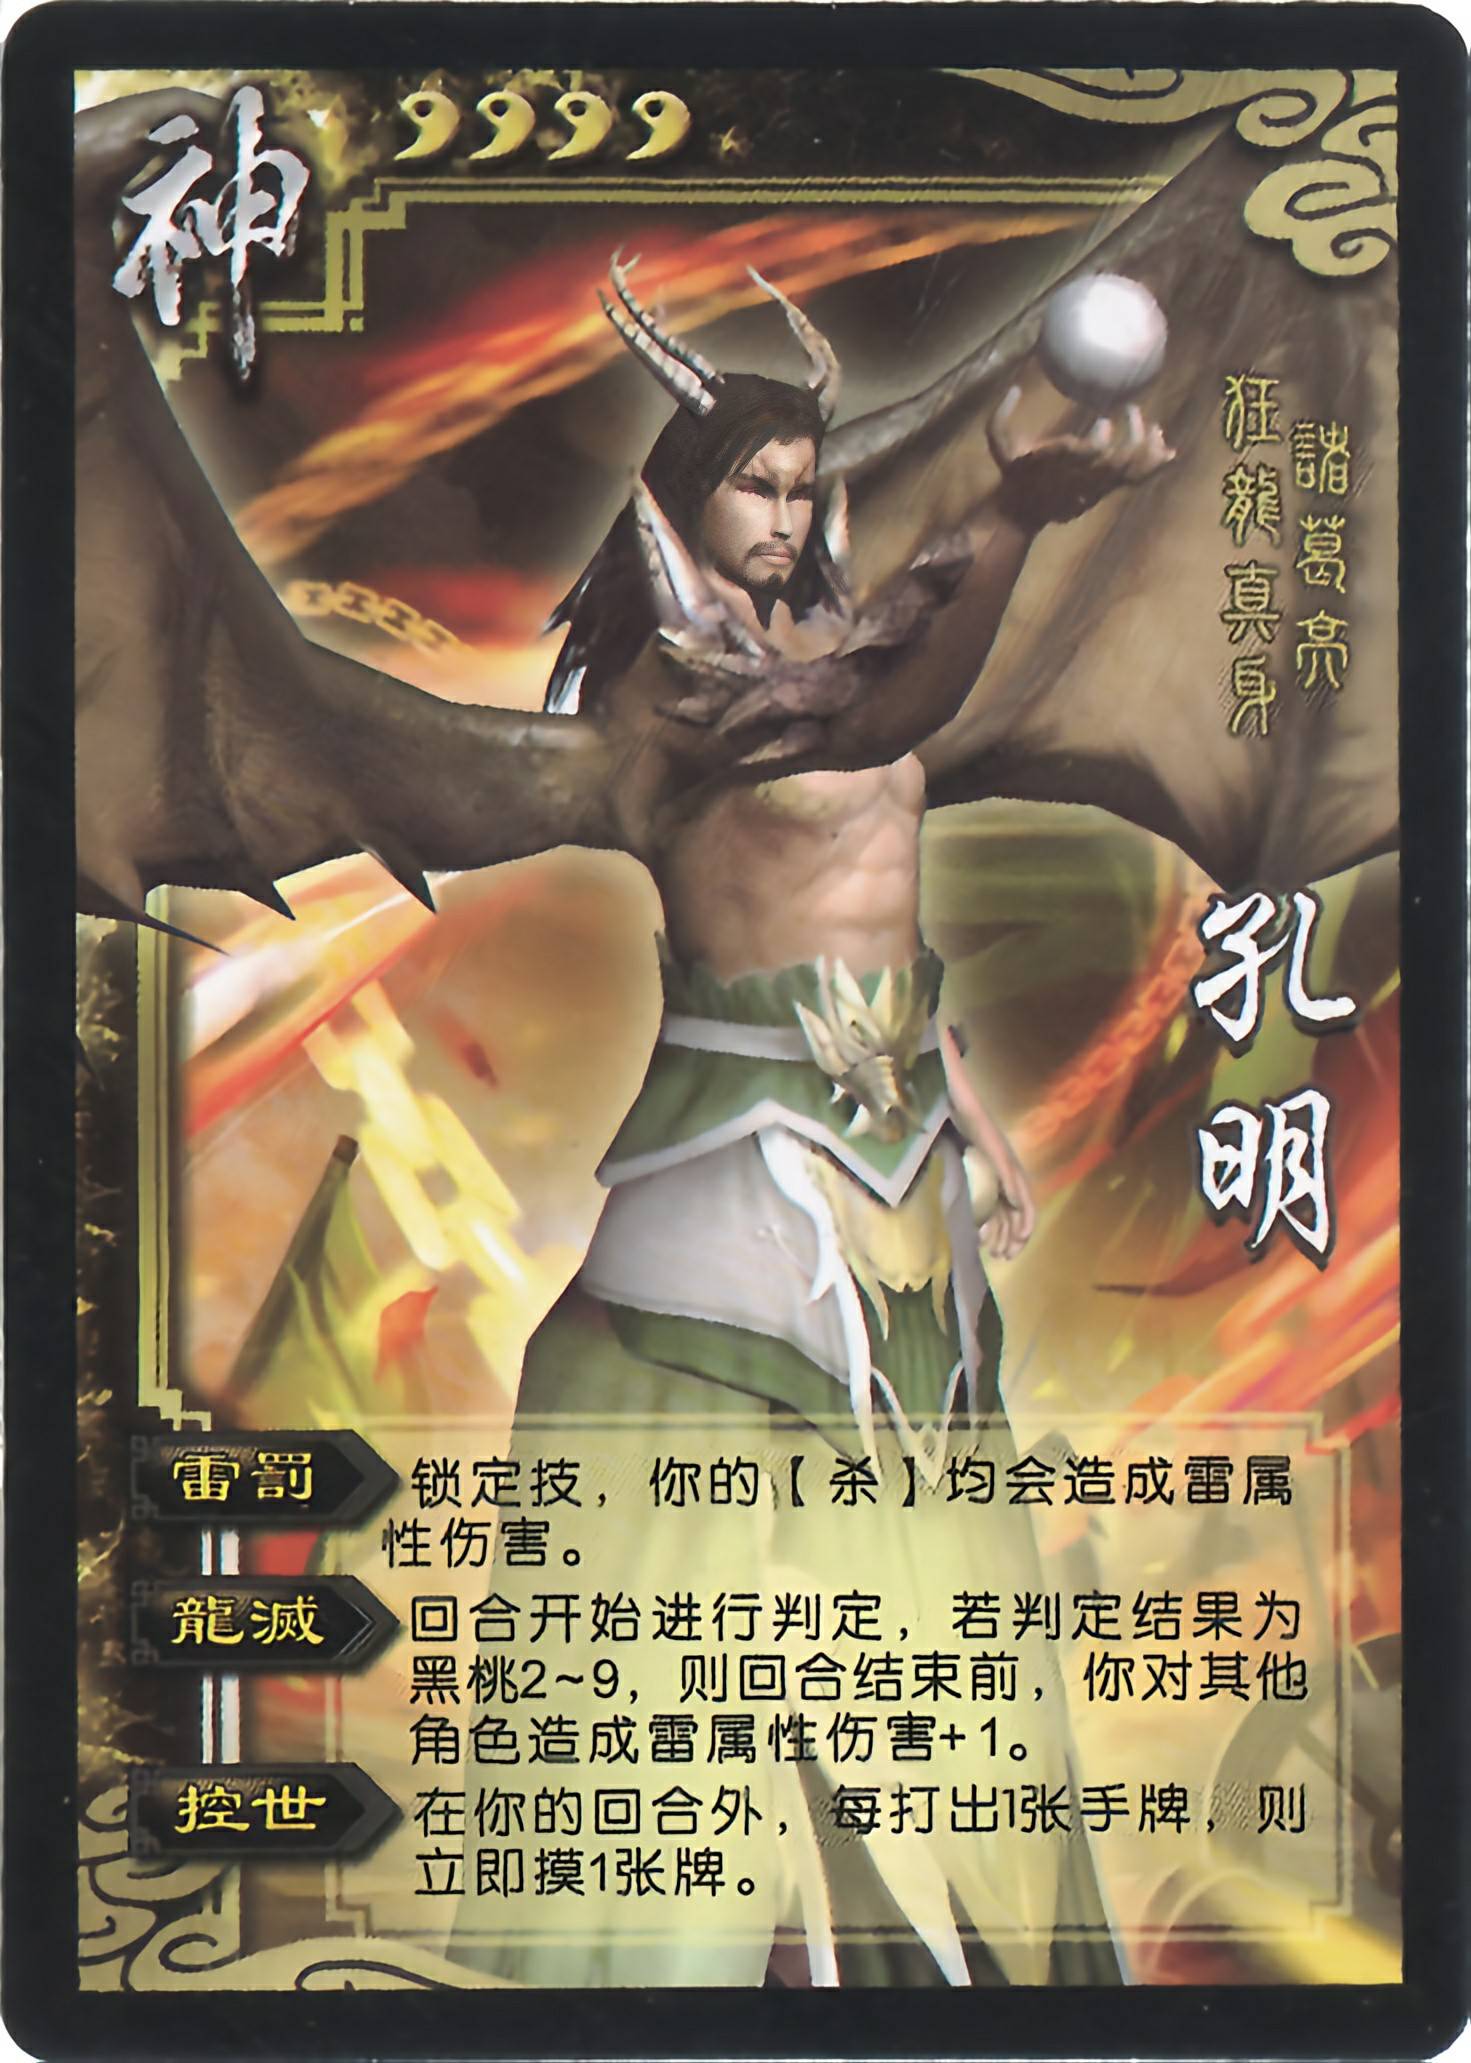 神
諸葛亮
狂龍真身
孔明
雷罰
锁定技，你的【杀】均会造成雷属
性伤害。
龍滅
回合开始进行判定，若判定结果为
黑桃2~9，则回合结束前，你对其他
角色造成雷属性伤害+1。
控世
在你的回合外，每打出1张手牌，则
立即摸1张牌。